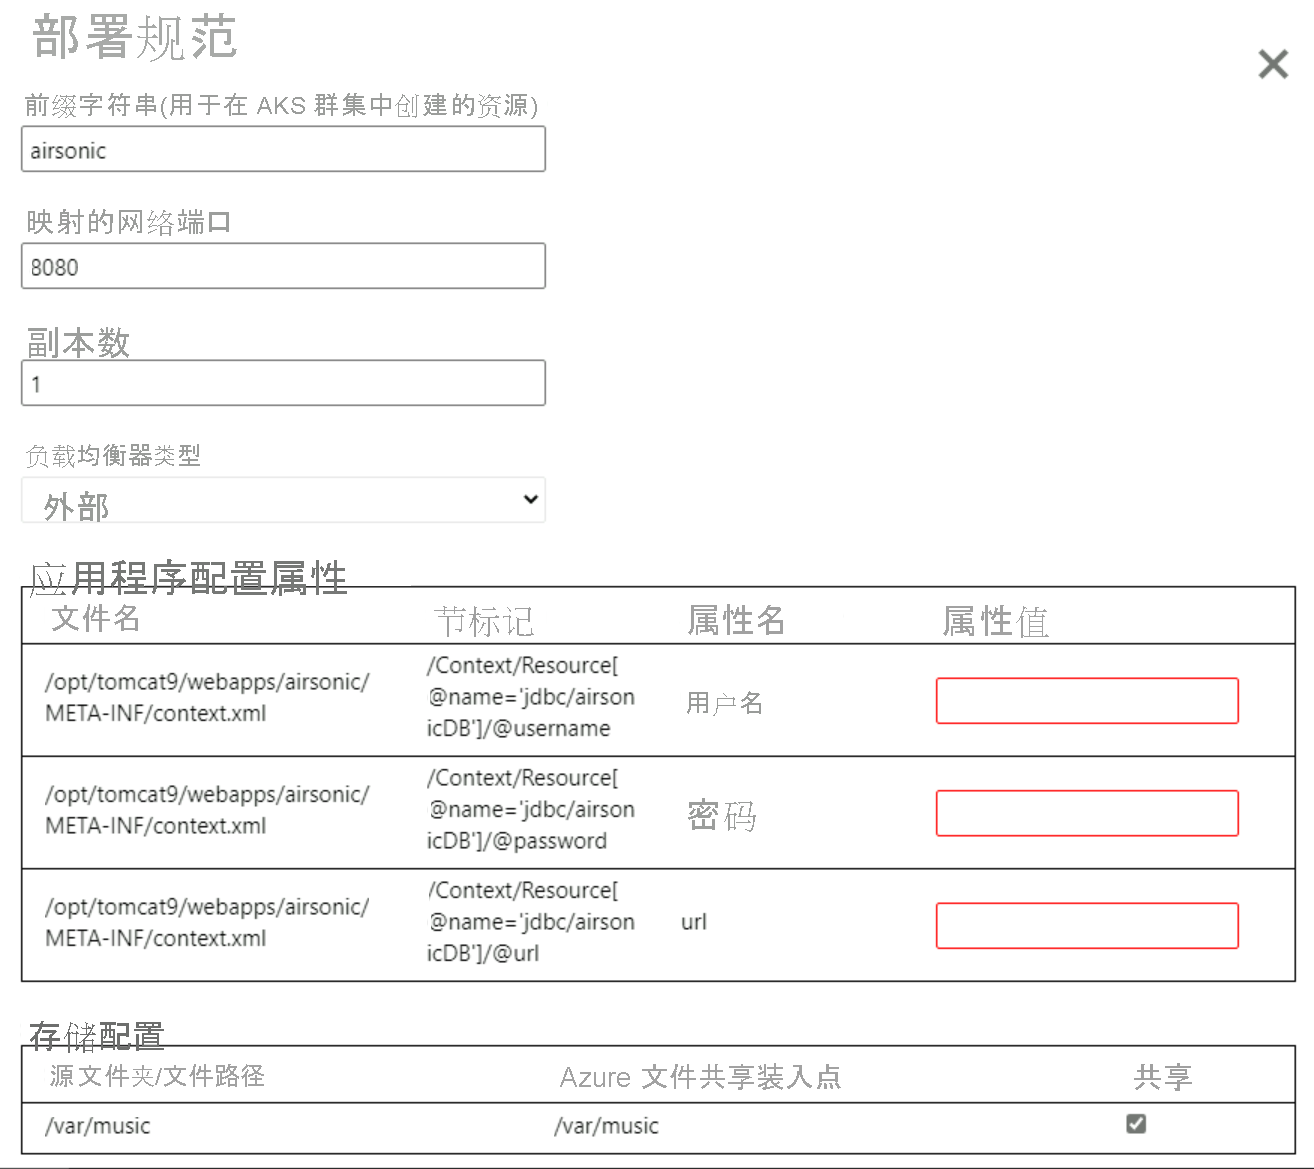 部署规范
前缀字符串(用于在 AKS 群集中创建的资源)
airsonic
映射的网络端口
8080
副本数
1
负载均衡器类型
外部
应用程序配置属性
文件名 节标记 属性名 属性值
/opt/tomcat9/webapps/airsonic/
META-INF/context.xml
/Context/Resource[
@name='jdbc/airson
icDB']/@username
用户名
/opt/tomcat9/webapps/airsonic/
META-INF/context.xml
/Context/Resource[
@name='jdbc/airson
icDB']/@password
密码
/opt/tomcat9/webapps/airsonic/
META-INF/context.xml
/Context/Resource[
@name='jdbc/airson
icDB']/@url
url
存储配置
源文件夹/文件路径 Azure 文件共享装入点 共享
/var/music /var/music